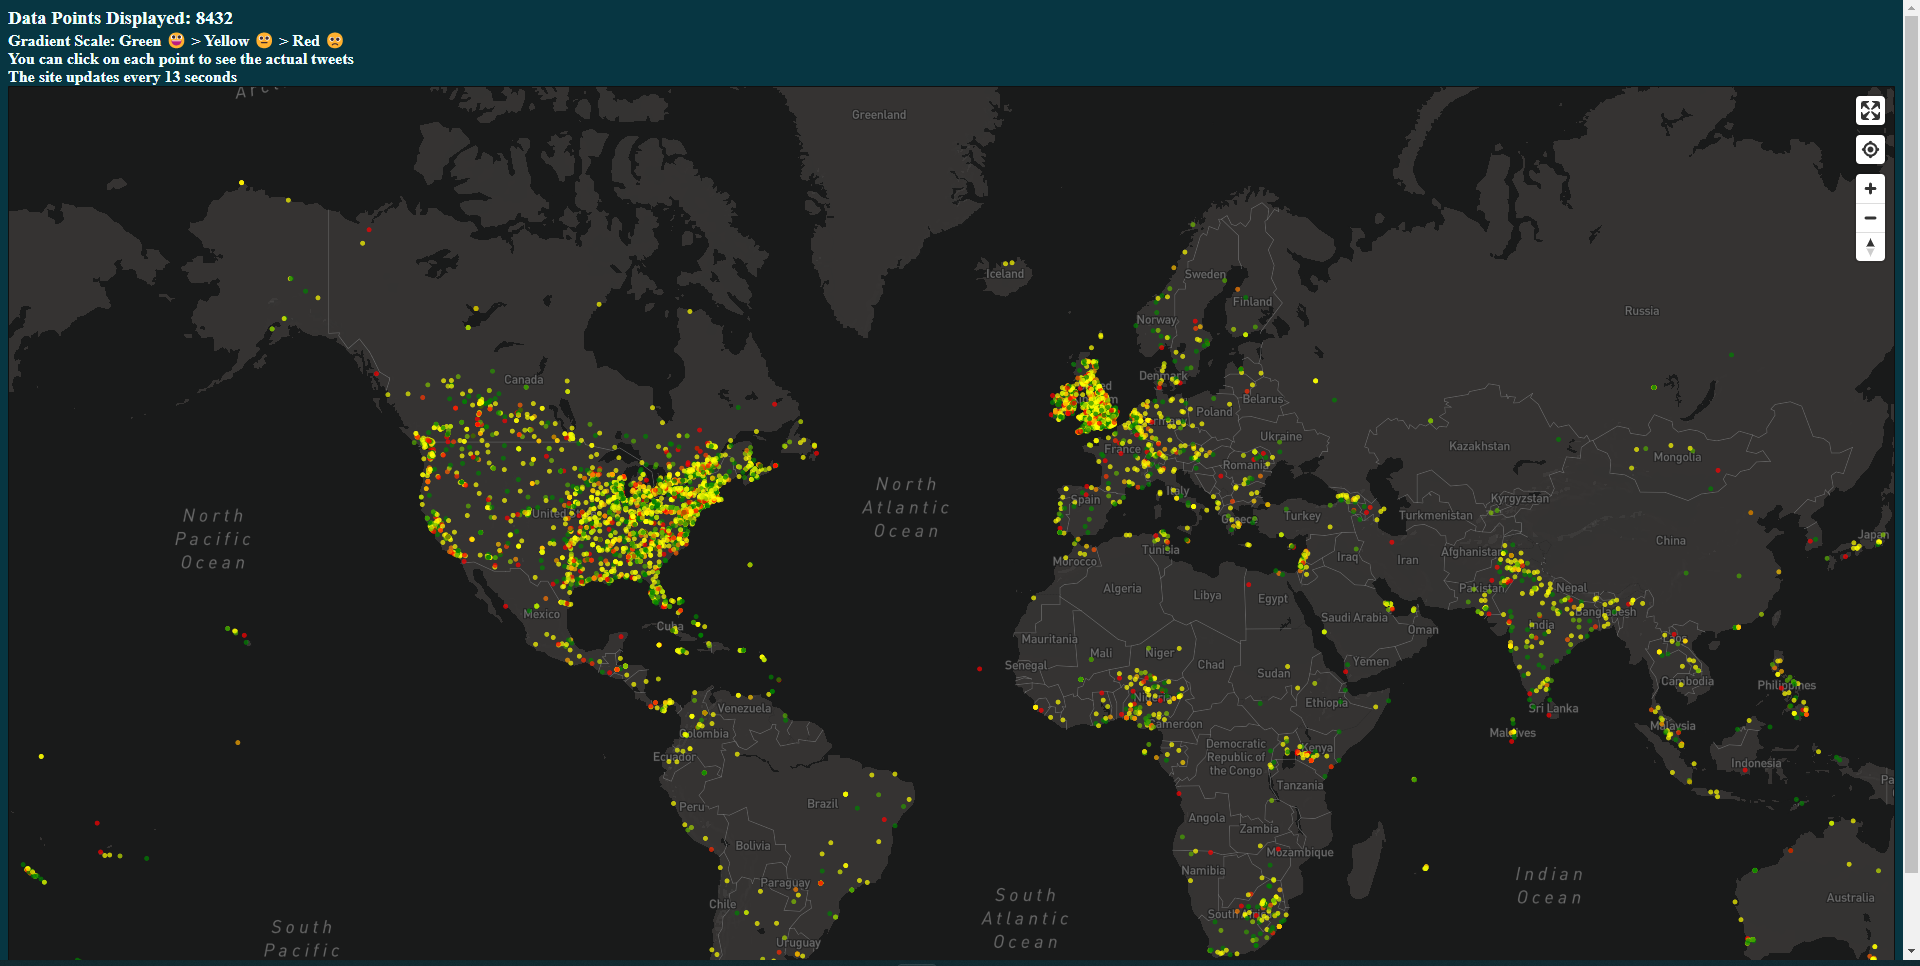 Data Points Displayed: 8432
Gradient Scale: Green 😀 > Yellow 😐 > Red 🙁
You can click on each point to see the actual tweets
The site updates every 13 seconds
Greenland
Iceland
Sweden
Finland
Norway
Russia
Canada
Denmark
Belarus
Poland
Ukraine
France
Romania
Kazakhstan
Mongolia
North
Pacific
Ocean
North
Atlantic
Ocean
Spain
Italy
Greece
Turkey
Turkmenistan
Kyrgyzstan
Japan
China
Morocco
Tunisia
Iraq
Iran
Afghanistan
Algeria
Libya
Egypt
Pakistan
Nepal
Mexico
Cuba
Saudi Arabia
Oman
India
Bangladesh
Mauritania
Mali
Niger
Chad
Sudan
Yemen
Senegal
Cambodia
Philippines
Venezuela
Nigeria
Ethiopia
Sri Lanka
Colombia
Cameroon
Maldives
Malaysia
Ecuador
Democratic
Republic of
the Congo
Kenya
Indonesia
Tanzania
Peru
Brazil
Angola
Zambia
Bolivia
Mozambique
Namibia
Paraguay
Indian
Ocean
Chile
South
Atlantic
Ocean
Australia
South
Pacific
Uruguay